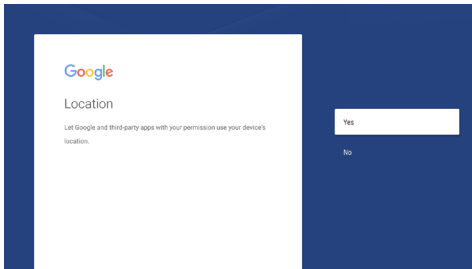 Google
Location
Let Google and third-party apps with your permission use your device's
location.
Yes
No